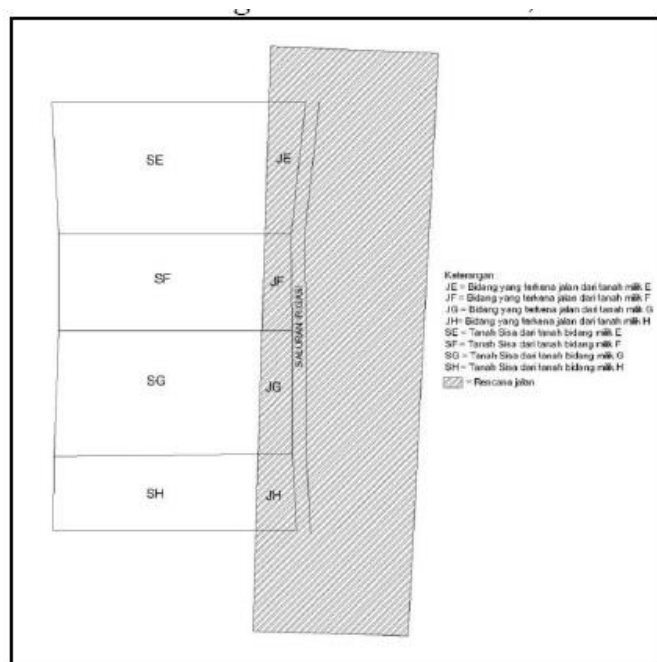 SE
JE
SF
JF
SALURAN IRIGASI
SG
JG
SH
JH
Keterangan :
JE = Bidang yang terkena jalan dari tanah milik E
JF = Bidang yang terkena jalan dari tanah milik F
JG = Bidang yang terkena jalan dari tanah milik G
JH= Bidang yang terkena jalan dari tanah milik H
SE = Tanah Sisa dari tanah bidang milik E
SF = Tanah Sisa dari tanah bidang milik F
SG = Tanah Sisa dari tanah bidang milik G
SH = Tanah Sisa dari tanah bidang milik H
= Rencana jalan